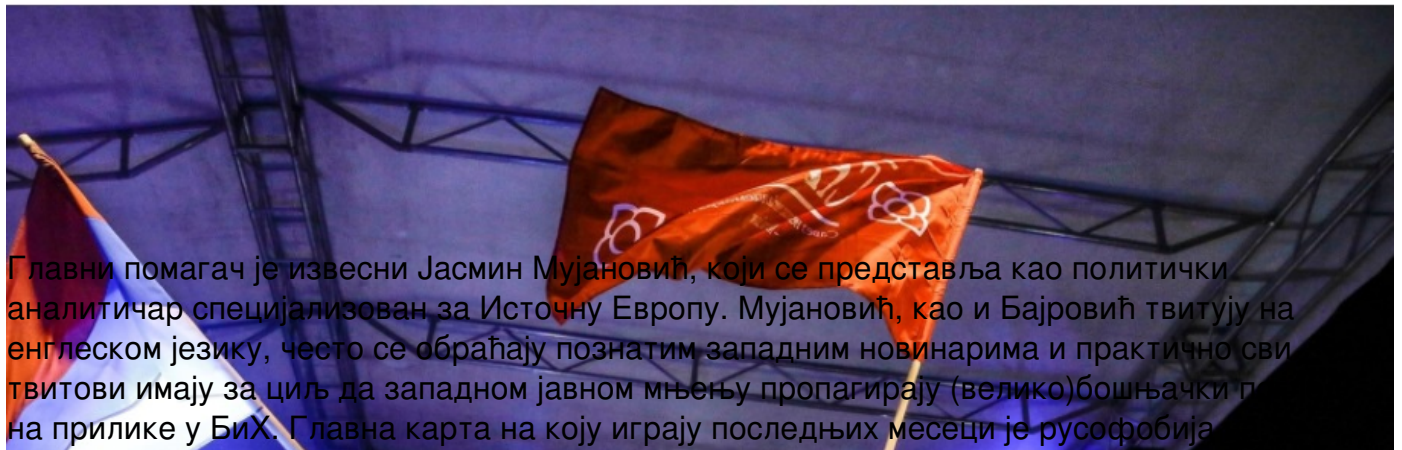 Главни помагач је извесни Јасмин Мујановић, који се представља као политички
аналитичар специјализован за Источну Европу. Мујановић, као и Бајровић твитују на
енглеском језику, често се обраћају познатим западним новинарима и практично сви
твитови имају за циљ да западном јавном мњењу пропагирају (велико)бошњачки
на прилике у БиХ. Главна карта на коју играју последњих месеци је русофобија